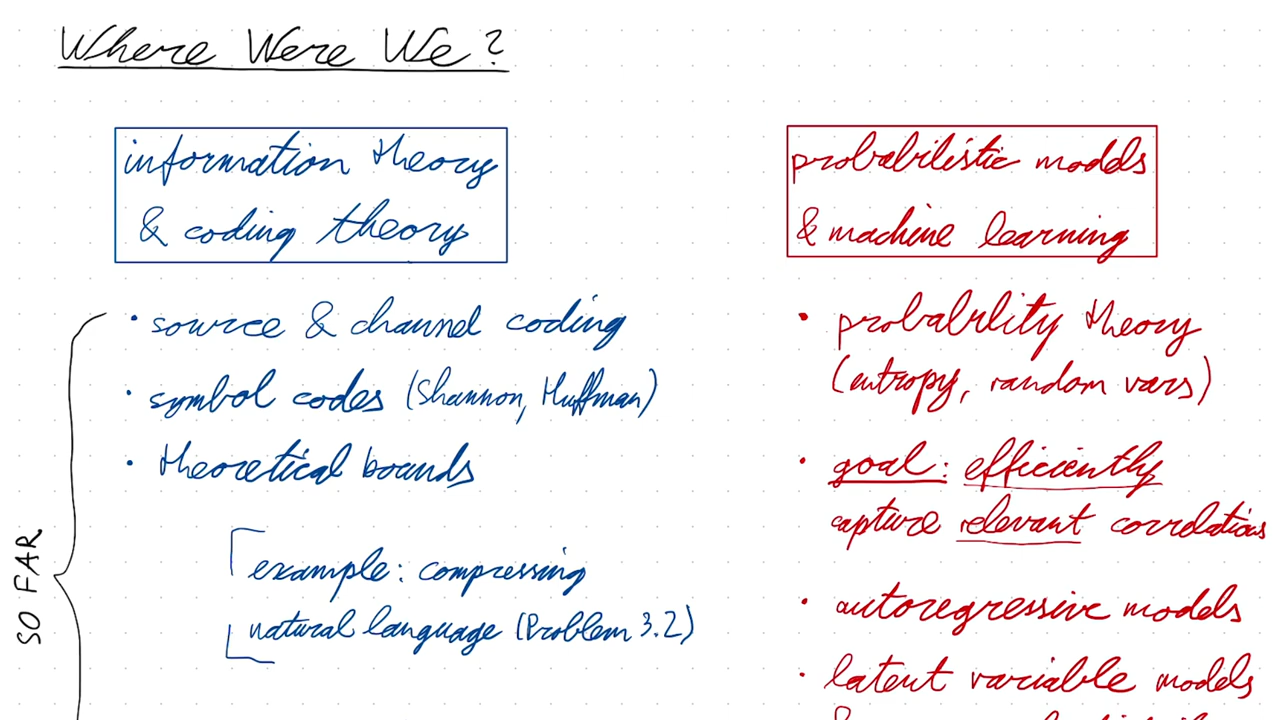 Where Were We?
information theory
& coding theory
• source & channel coding
• symbol codes (Shannon, Huffman)
• theoretical bounds
example: compressing
natural language (Problem 3.2)
SO FAR
probabilistic models
& machine learning
• probability theory
(entropy, random vars)
• goal: efficiently
capture relevant correlations
• autoregressive models
• latent variable models